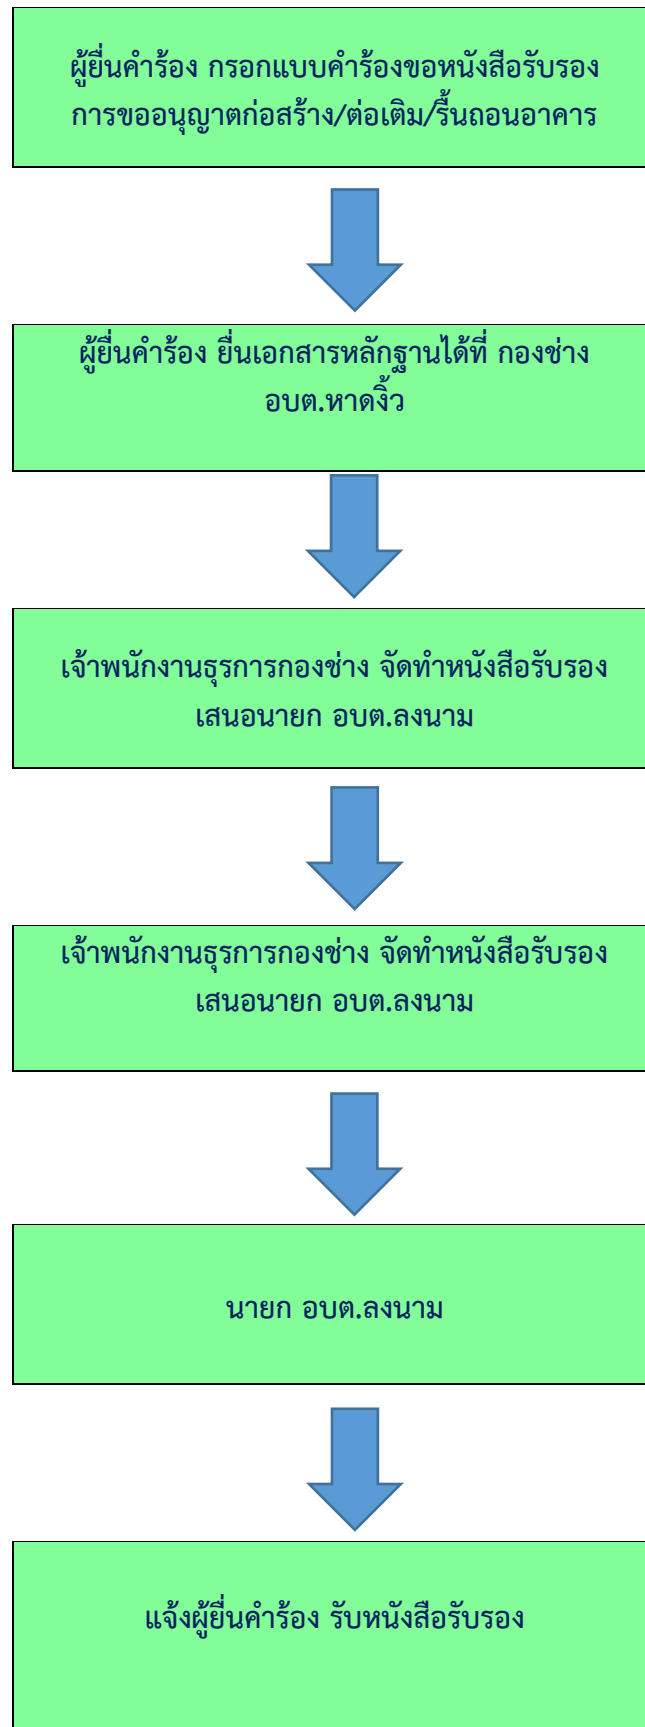 ผู้ยื่นคำร้อง กรอกแบบคำร้องขอหนังสือรับรอง
การขออนุญาตก่อสร้าง/ต่อเติม/รื้นถอนอาคาร
ผู้ยื่นคำร้อง ยื่นเอกสารหลักฐานได้ที่ กองช่าง
อบต.หาดงิ้ว
เจ้าพนักงานธุรการกองช่าง จัดทำหนังสือรับรอง
เสนอนายก อบต.ลงนาม
เจ้าพนักงานธุรการกองช่าง จัดทำหนังสือรับรอง
เสนอนายก อบต.ลงนาม
นายก อบต.ลงนาม
แจ้งผู้ยื่นคำร้อง รับหนังสือรับรอง